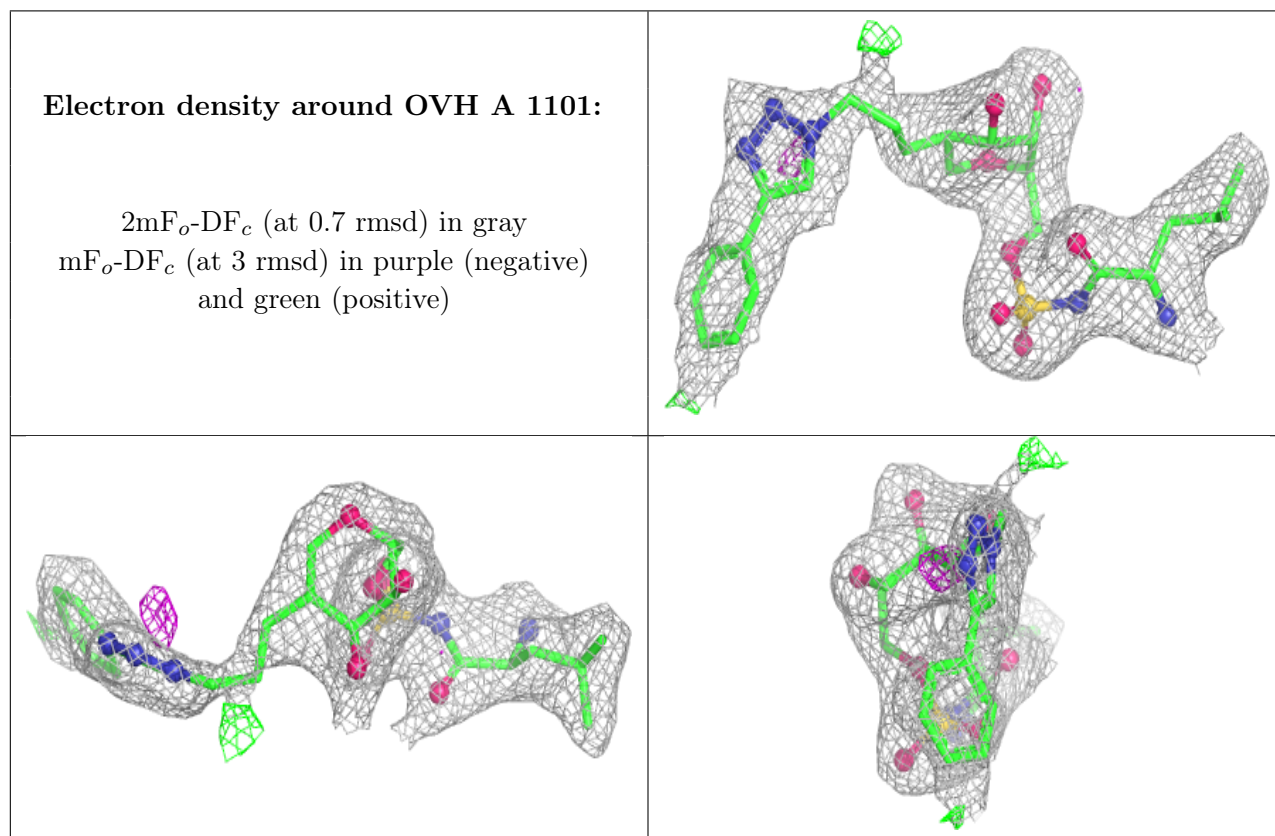 Electron density around OVH A 1101:
2mFo-DFc (at 0.7 rmsd) in gray
mFo-DFc (at 3 rmsd) in purple (negative)
and green (positive)